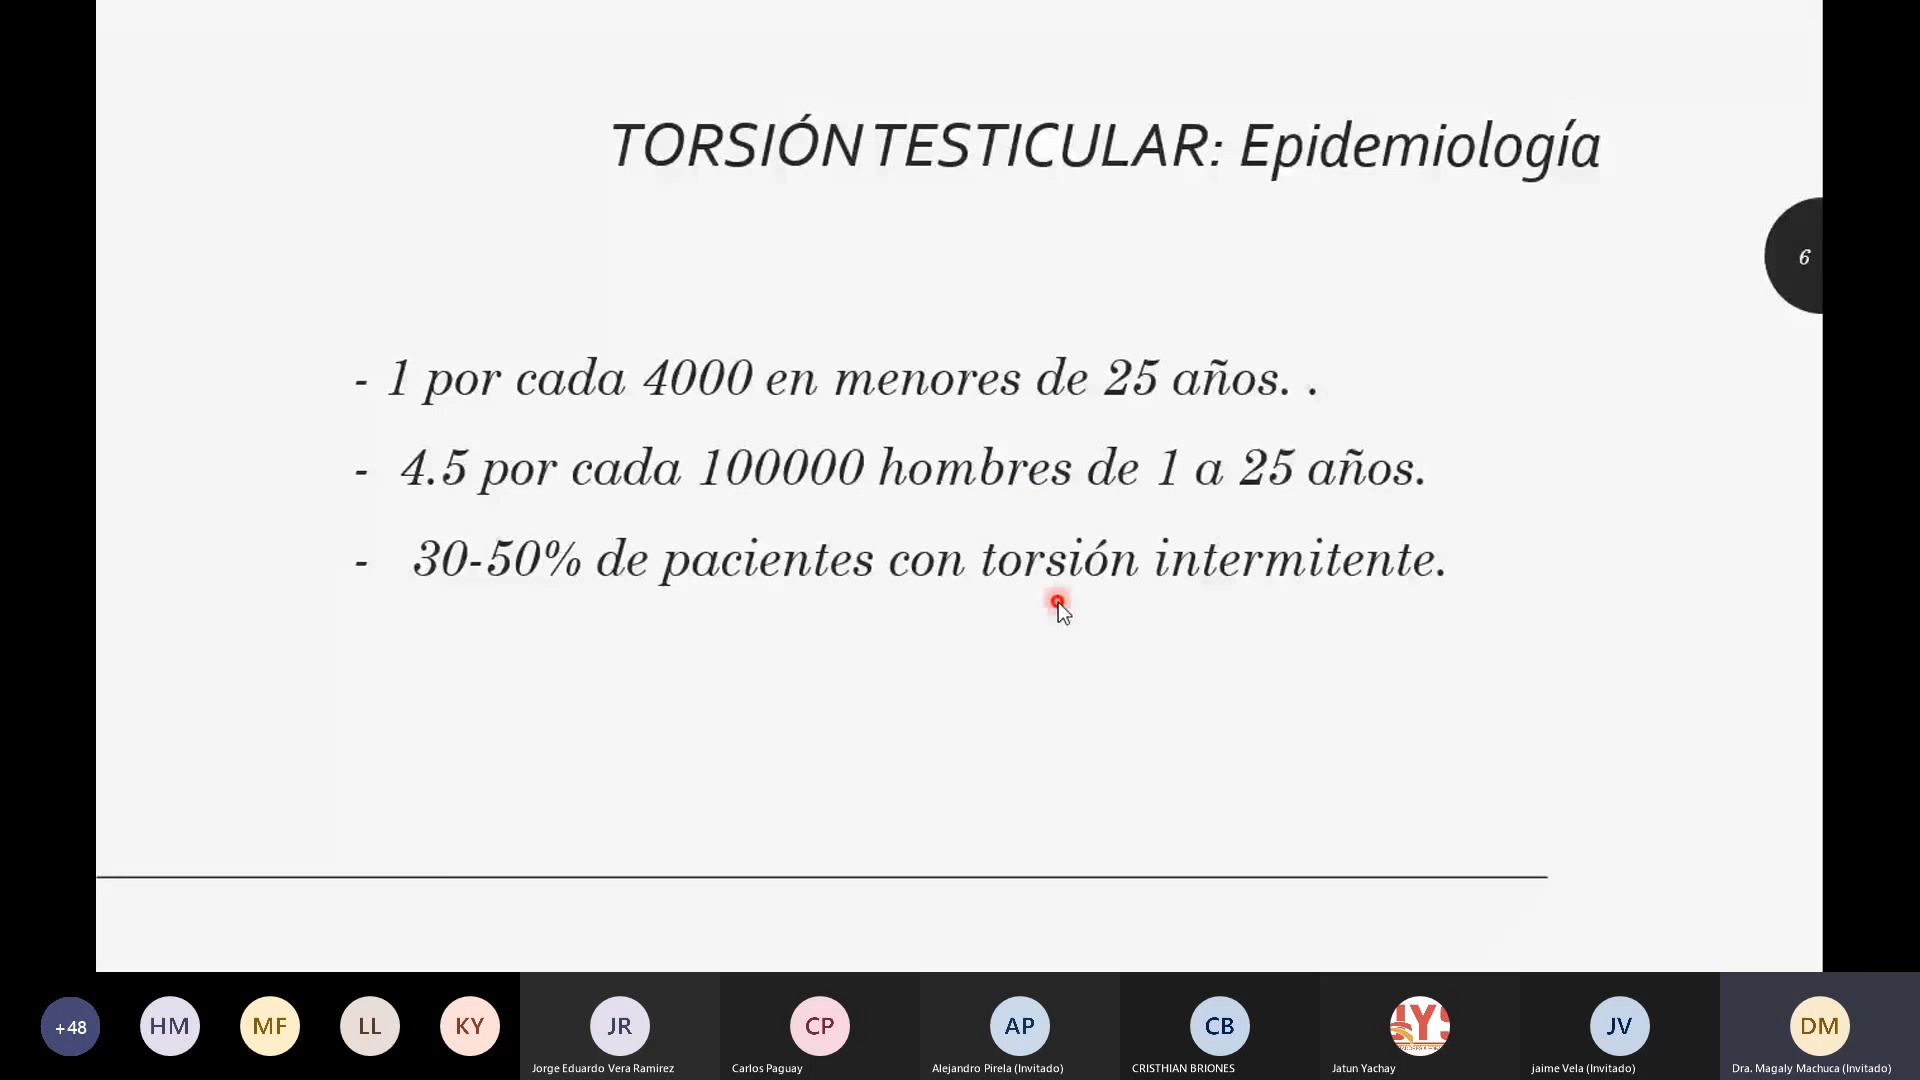 TORSIÓN TESTICULAR: Epidemiología
6
- 1 por cada 4000 en menores de 25 años. .
- 4.5 por cada 100000 hombres de 1 a 25 años.
- 30-50% de pacientes con torsión intermitente.
+48
HM
MF
LL
KY
JR
CP
AP
CB
JV
DM
Jorge Eduardo Vera Ramirez
Carlos Paguay
Alejandro Pirela (Invitado)
CRISTHIAN BRIONES
Jatun Yachay
jaime Vela (Invitado)
Dra. Magaly Machuca (Invitado)